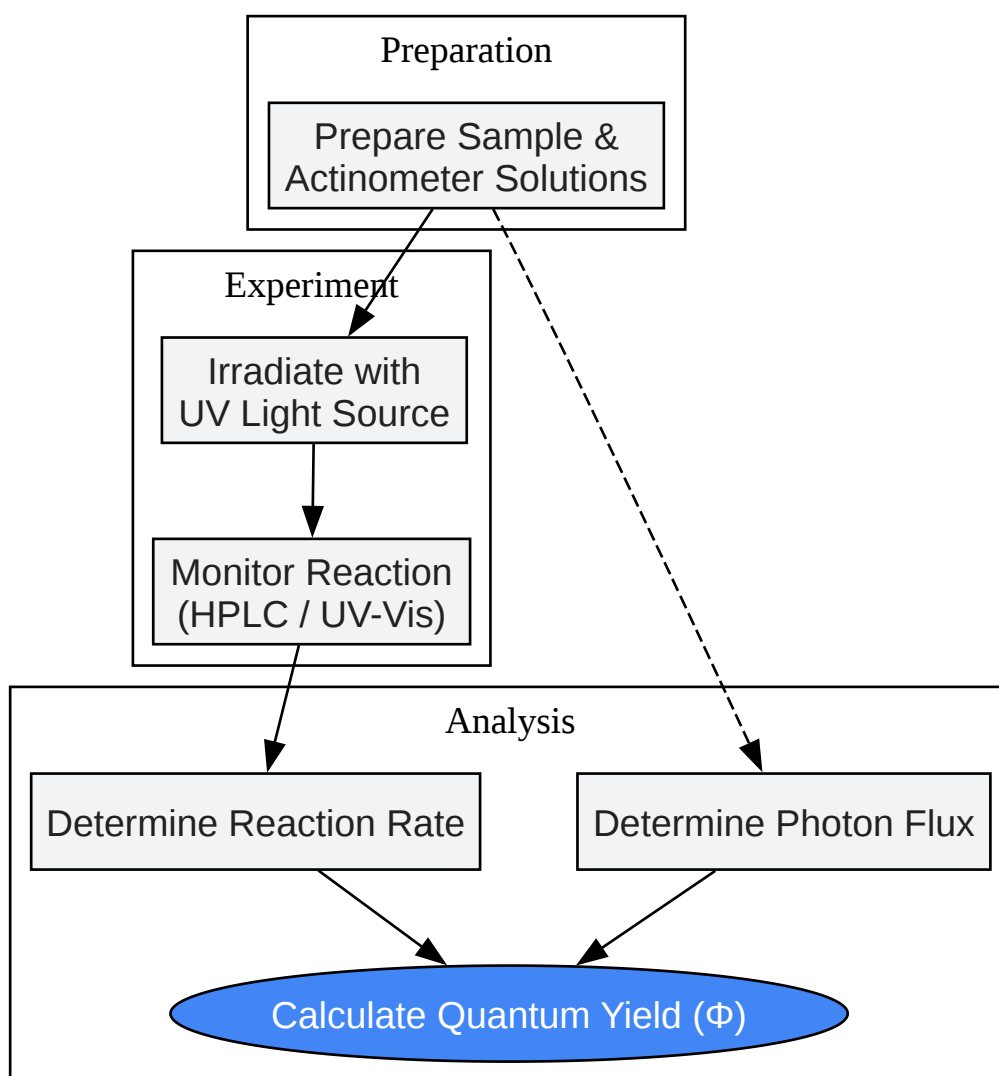 Preparation
Prepare Sample &
Actinometer Solutions
Experiment
Irradiate with
UV Light Source
Monitor Reaction
(HPLC / UV-Vis)
Analysis
Determine Reaction Rate
Determine Photon Flux
Calculate Quantum Yield (Φ)